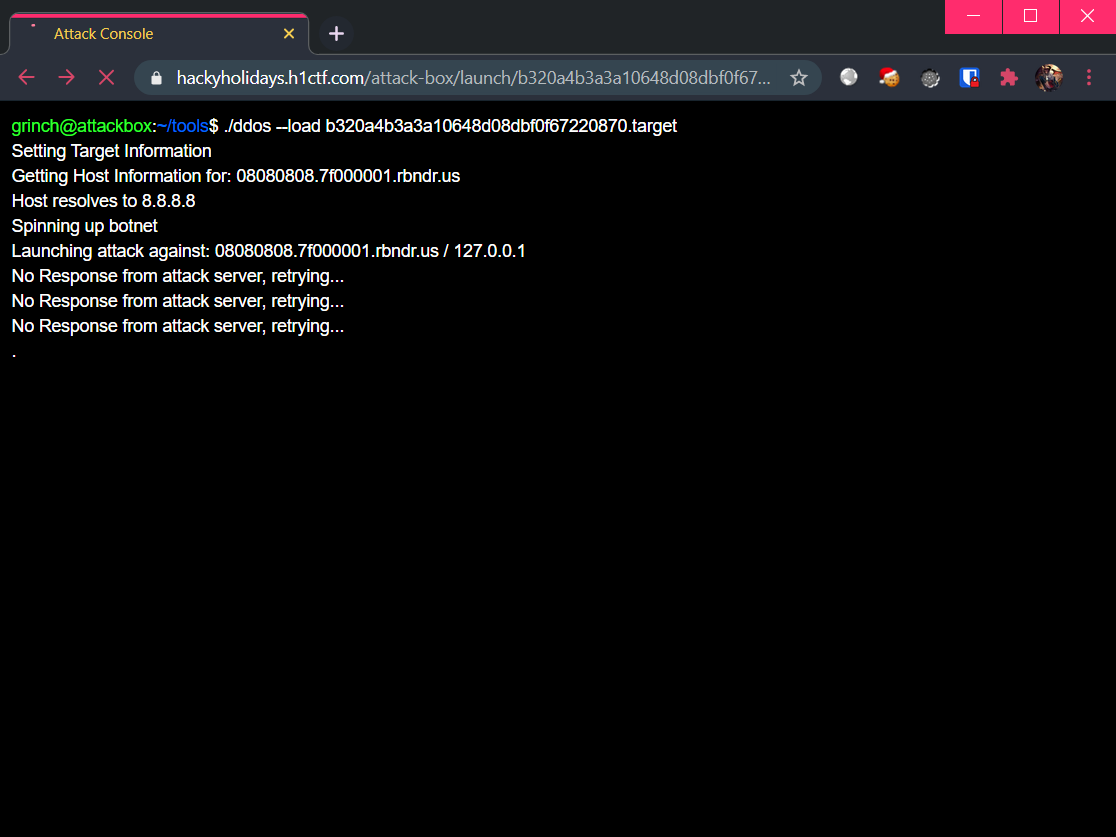 Attack Console
hackyholidays.h1ctf.com/attack-box/launch/b320a4b3a3a10648d08dbf0f67...
grinch@attackbox:~/tools$ ./ddos --load b320a4b3a3a10648d08dbf0f67220870.target
Setting Target Information
Getting Host Information for: 08080808.7f000001.rbndr.us
Host resolves to 8.8.8.8
Spinning up botnet
Launching attack against: 08080808.7f000001.rbndr.us / 127.0.0.1
No Response from attack server, retrying...
No Response from attack server, retrying...
No Response from attack server, retrying...
.